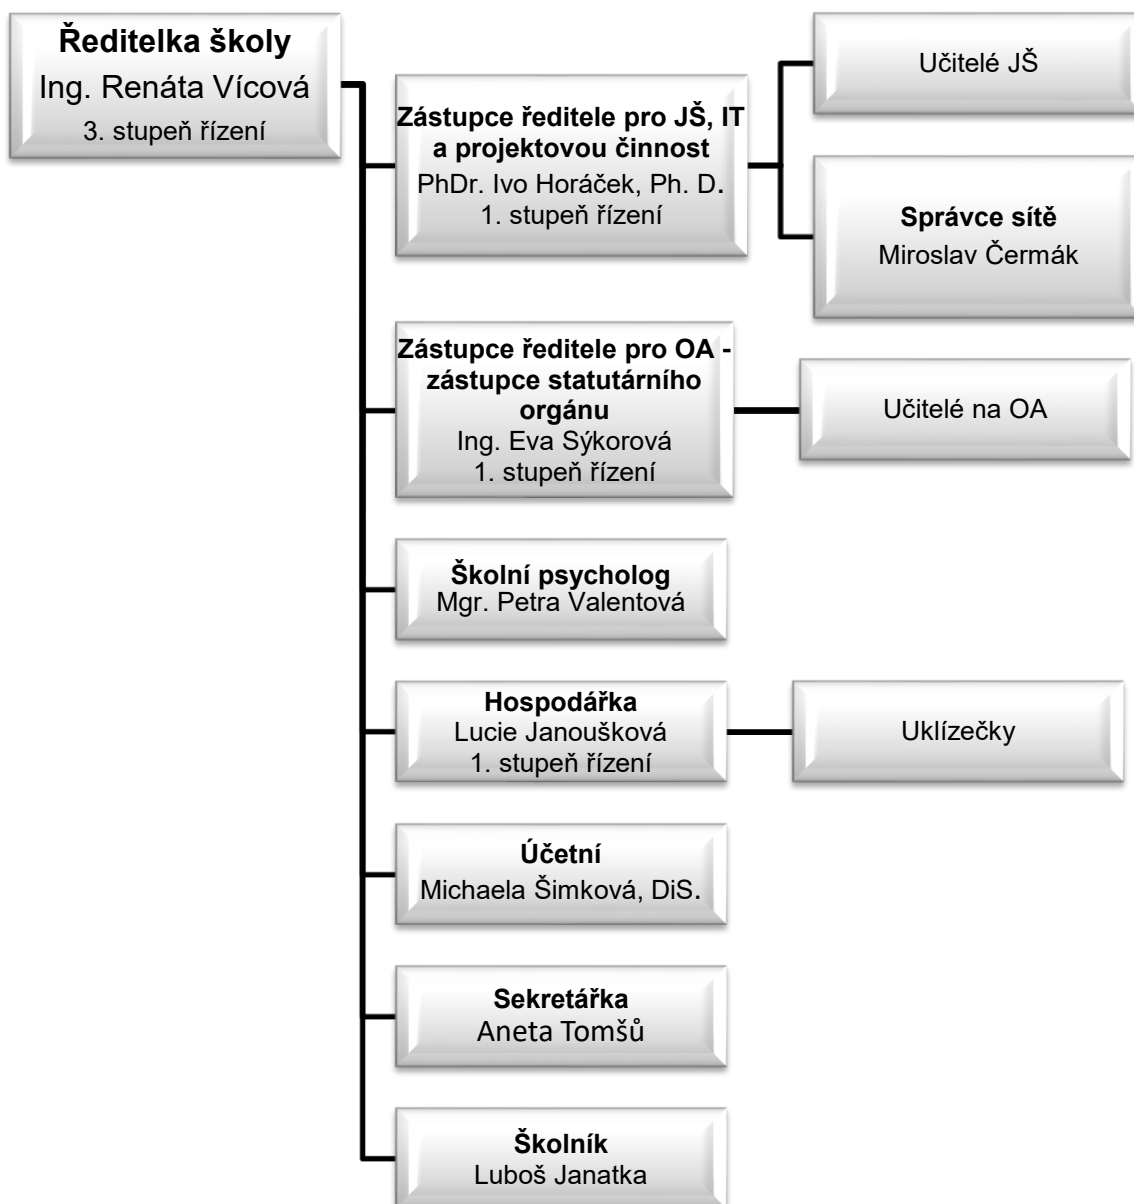 Ředitelka školy
Ing. Renáta Vícová
3. stupeň řízení
Zástupce ředitele pro JŠ, IT
a projektovou činnost
PhDr. Ivo Horáček, Ph. D.
1. stupeň řízení
Učitelé JŠ
Správce sítě
Miroslav Čermák
Zástupce ředitele pro OA -
zástupce statutárního
orgánu
Ing. Eva Sýkorová
1. stupeň řízení
Učitelé na OA
Školní psycholog
Mgr. Petra Valentová
Hospodářka
Lucie Janoušková
1. stupeň řízení
Uklízečky
Účetní
Michaela Šimková, DiS.
Sekretářka
Aneta Tomšů
Školník
Luboš Janatka